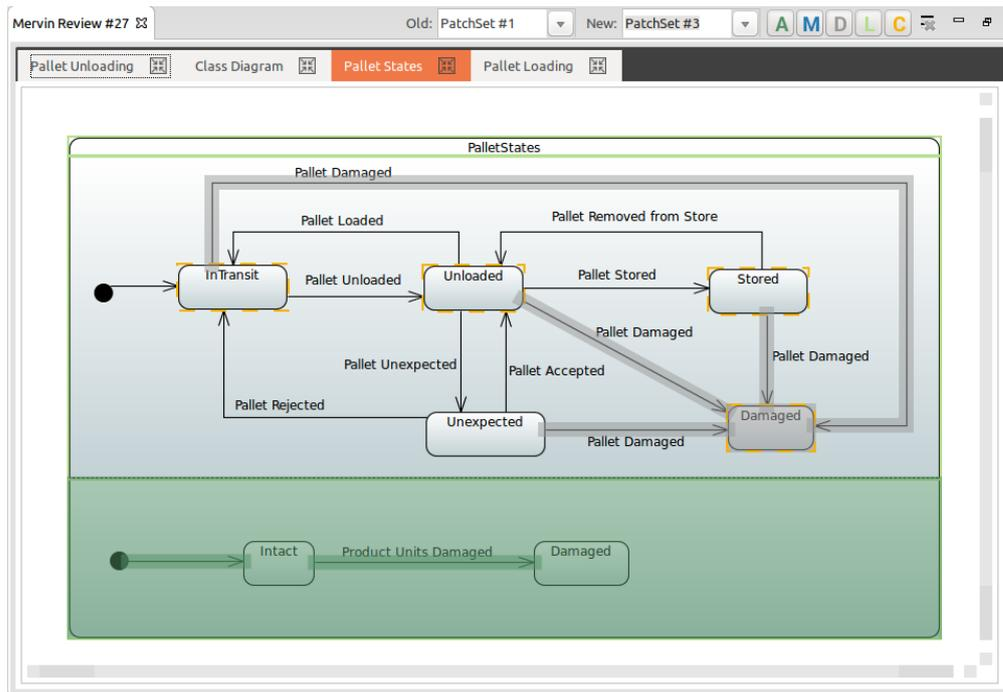 Mervin Review #27
Old: PatchSet #1 New: PatchSet #3 A M D L C
Pallet Unloading Class Diagram Pallet States Pallet Loading
PalletStates
Pallet Damaged
Pallet Loaded
Pallet Removed from Store
InTransit
Pallet Unloaded
Unloaded
Pallet Stored
Stored
Pallet Damaged
Pallet Unexpected
Pallet Accepted
Pallet Damaged
Pallet Rejected
Unexpected
Pallet Damaged
Damaged
Intact
Product Units Damaged
Damaged